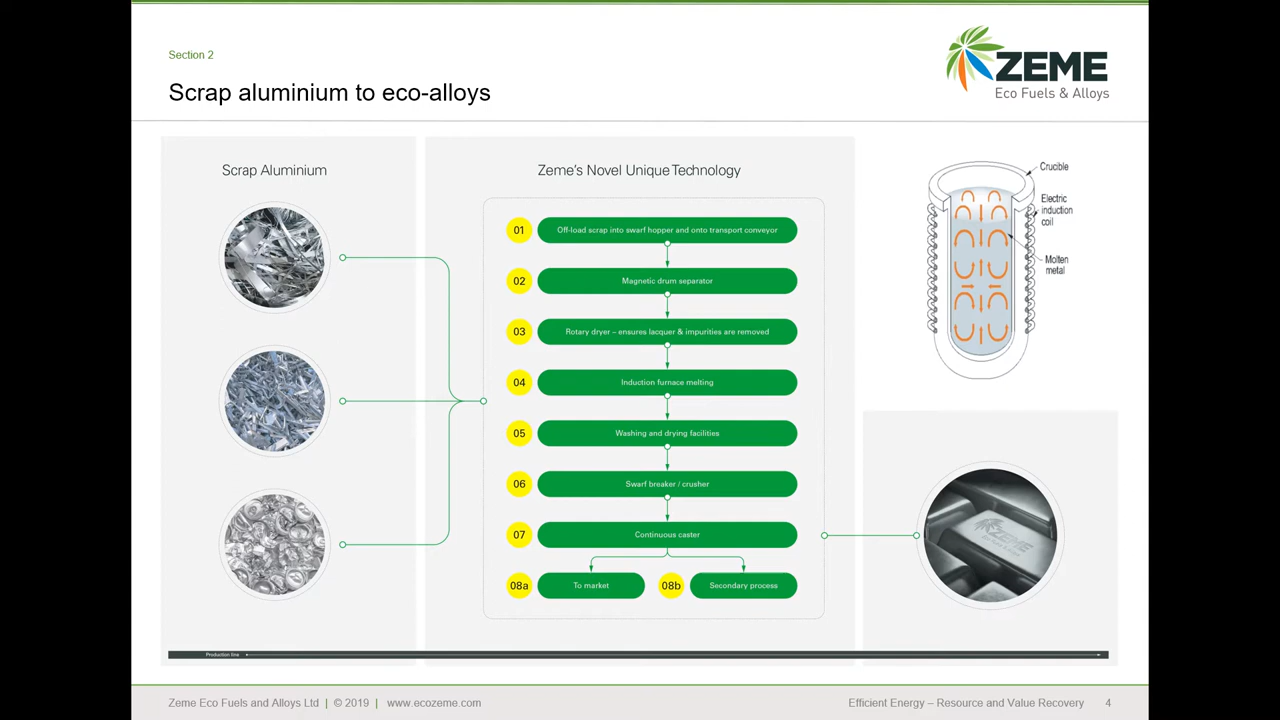 Section 2
Scrap aluminium to eco-alloys
ZEME
Eco Fuels & Alloys
Scrap Aluminium
Zeme's Novel Unique Technology
01 Off-load scrap into swarf hopper and onto transport conveyor
02 Magnetic drum separator
03 Rotary dryer – ensures lacquer & impurities are removed
04 Induction furnace melting
05 Washing and drying facilities
06 Swarf breaker / crusher
07 Continuous caster
08a To market 08b Secondary process
Crucible
Electric
induction
coil
Molten
metal
ZEME
Production line
Zeme Eco Fuels and Alloys Ltd | © 2019 | www.ecozeme.com
Efficient Energy – Resource and Value Recovery 4